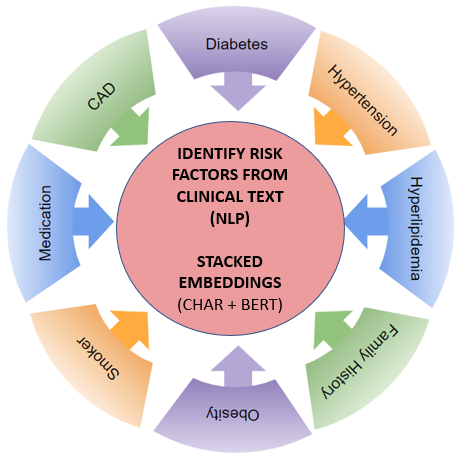 Diabetes
Hypertension
Hyperlipidemia
Family History
Obesity
Smoker
Medication
CAD
IDENTIFY RISK
FACTORS FROM
CLINICAL TEXT
(NLP)
STACKED
EMBEDDINGS
(CHAR + BERT)